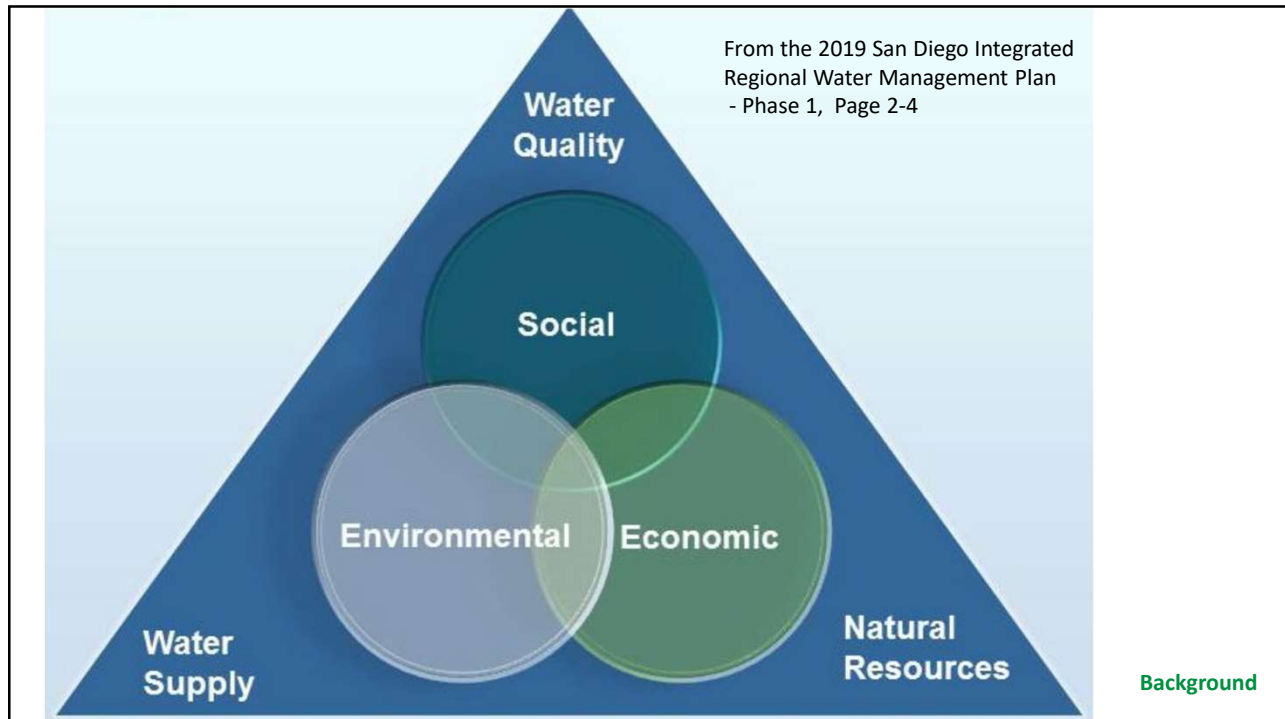 From the 2019 San Diego Integrated
Regional Water Management Plan
- Phase 1, Page 2-4
Water
Quality
Social
Environmental
Economic
Water
Supply
Natural
Resources
Background